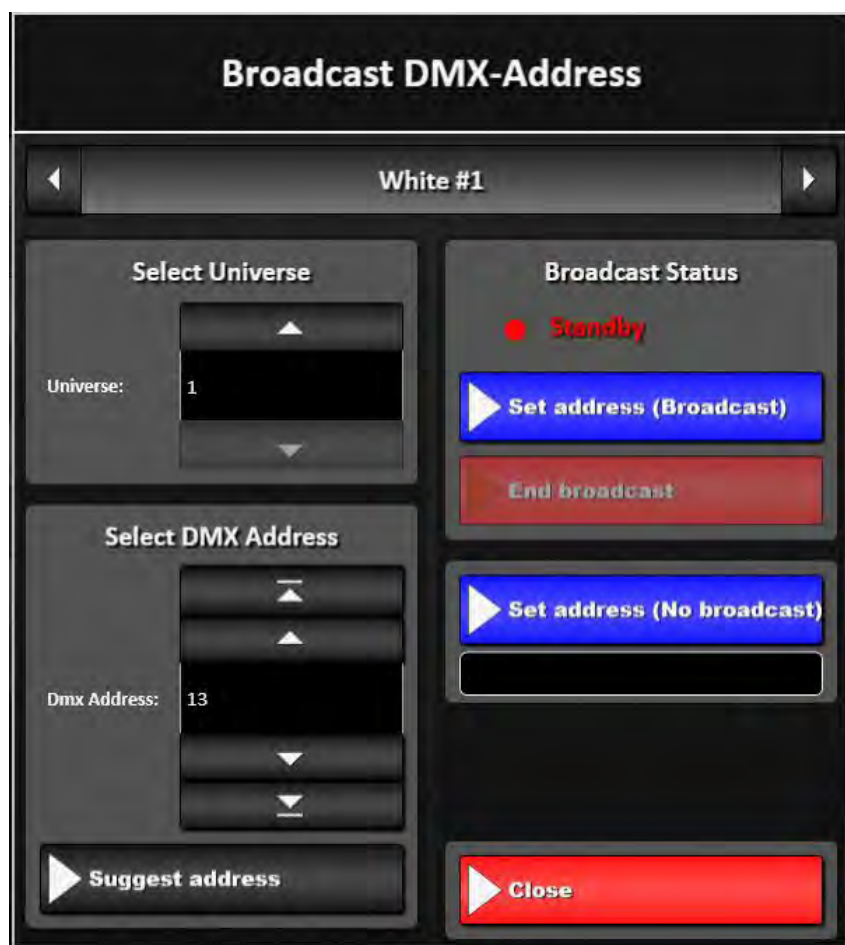 Broadcast DMX-Address
White #1
Select Universe
Universe:
1
Select DMX Address
Dmx Address:
13
Suggest address
Broadcast Status
Standby
Set address (Broadcast)
End broadcast
Set address (No broadcast)
Close